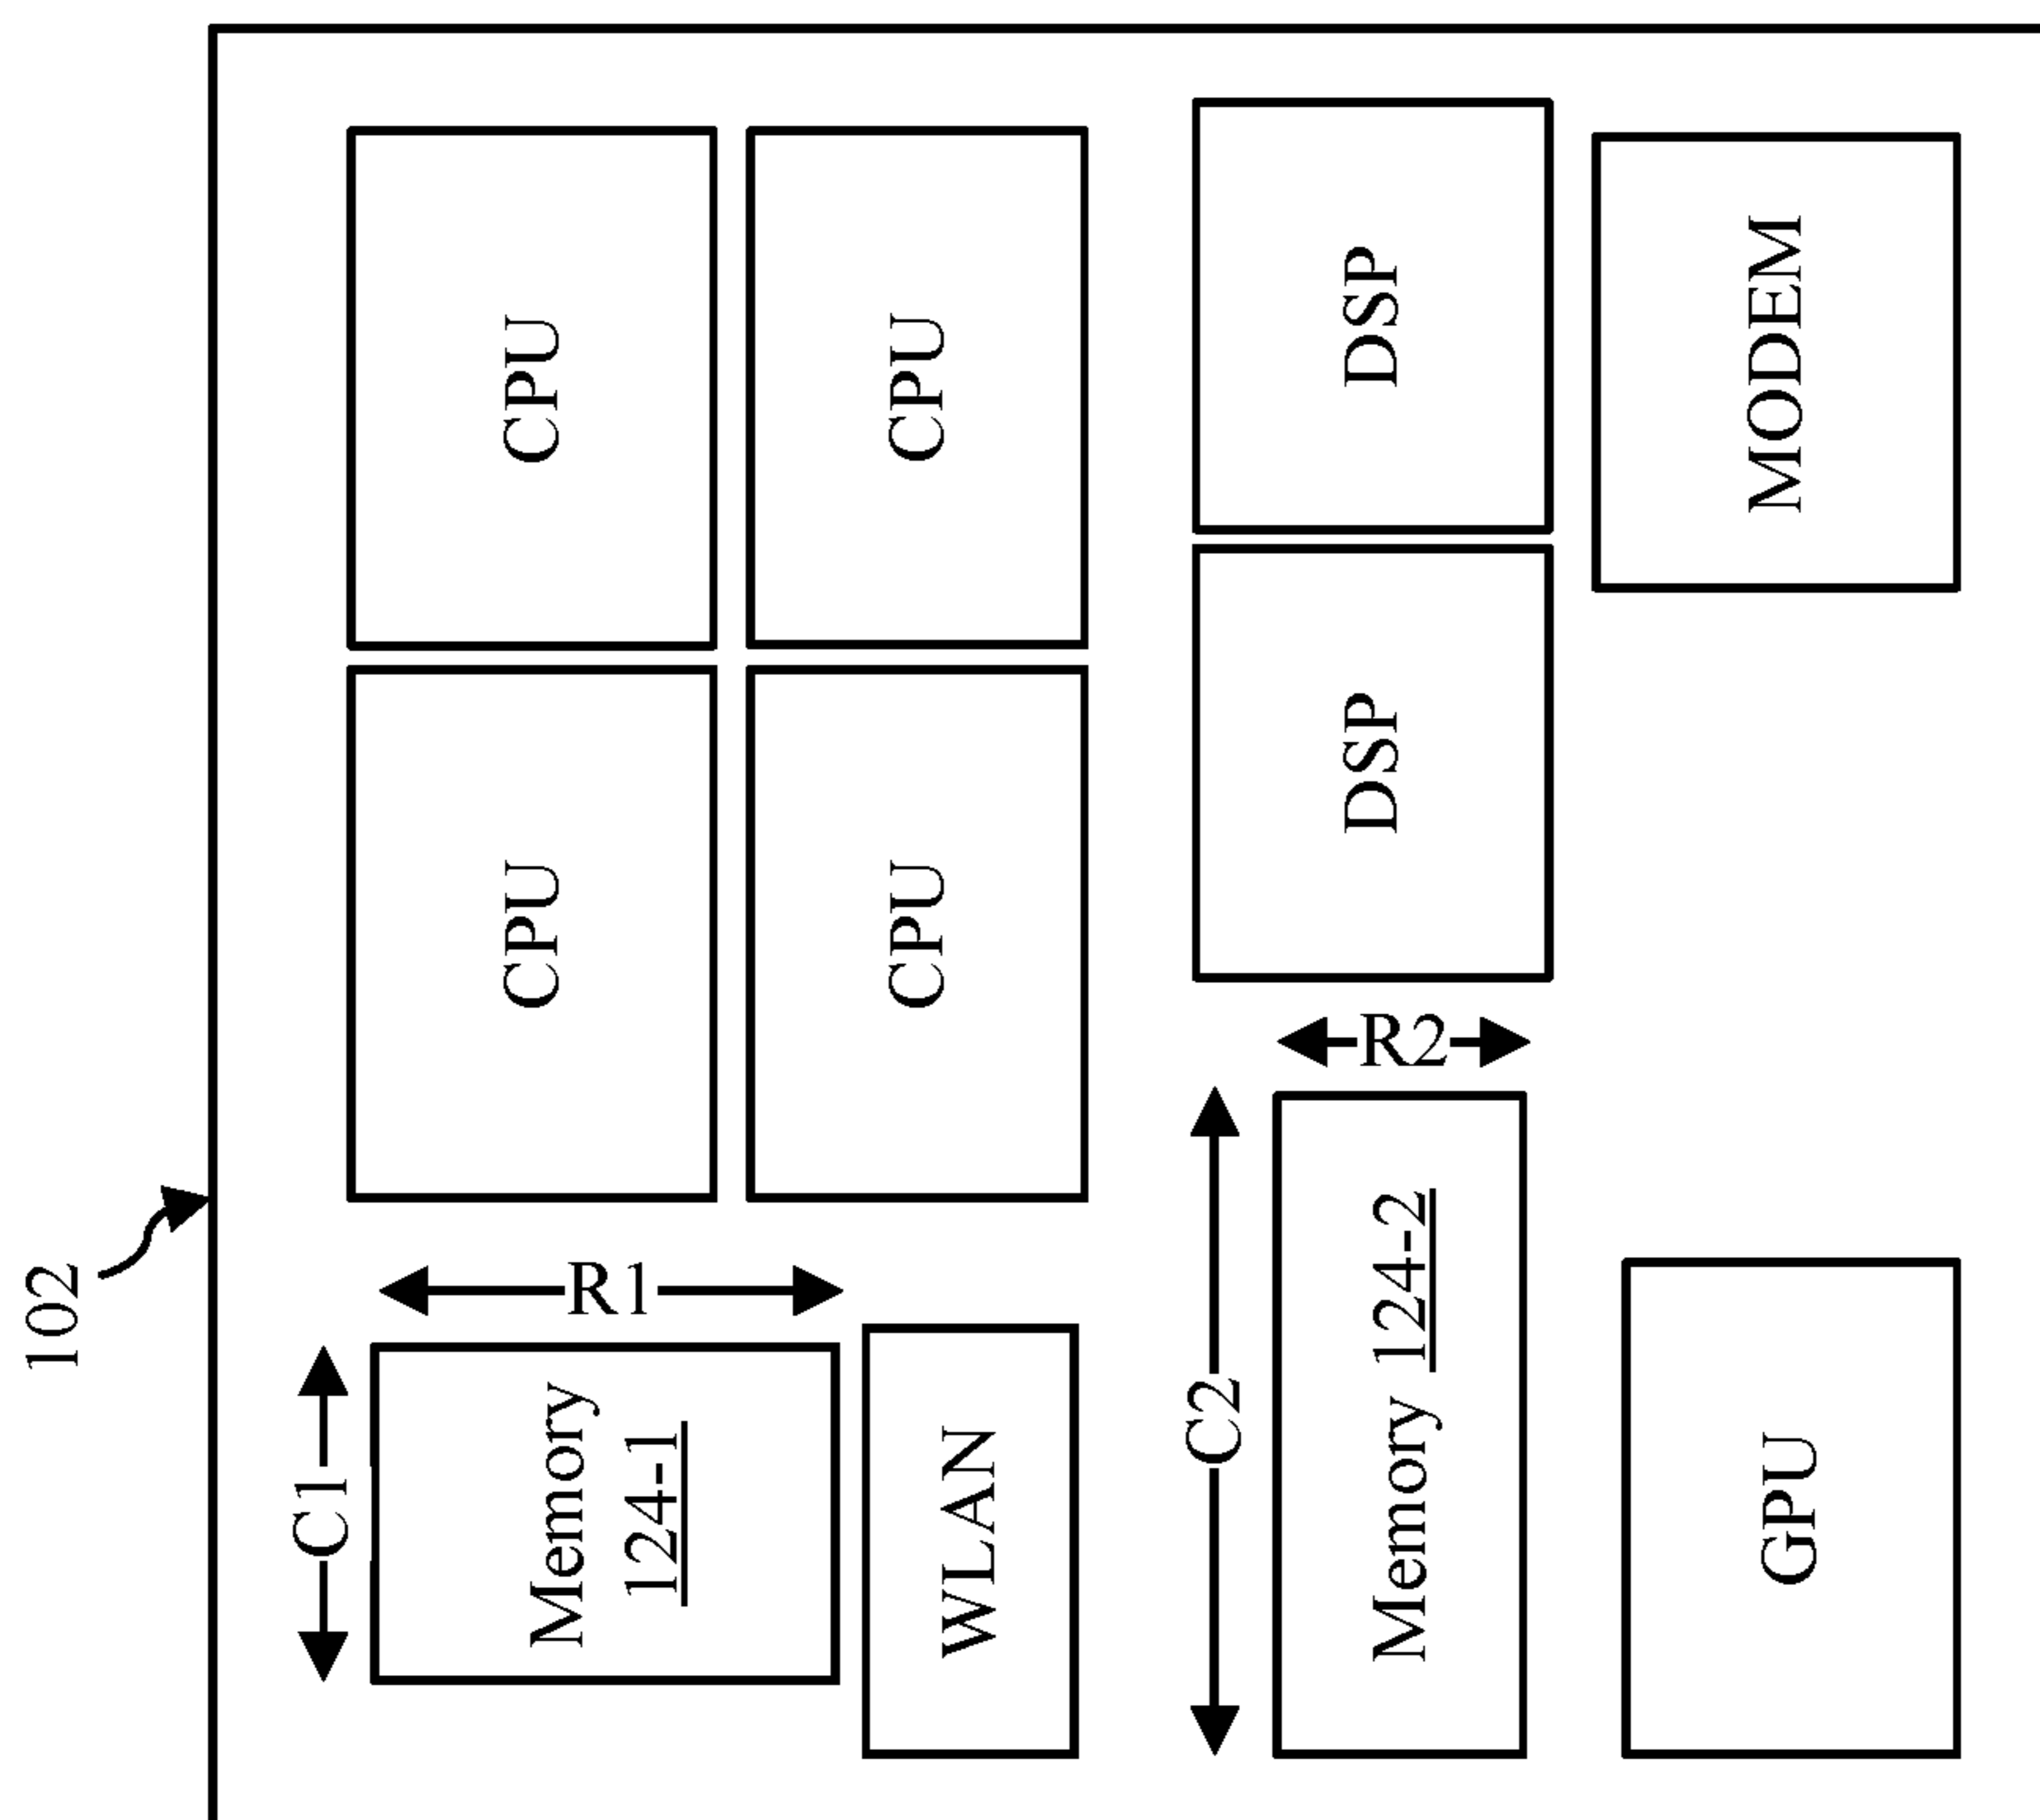 102
C1
Memory
124-1
R1
CPU
CPU
WLAN
CPU
CPU
C2
Memory 124-2
R2
DSP
DSP
GPU
MODEM